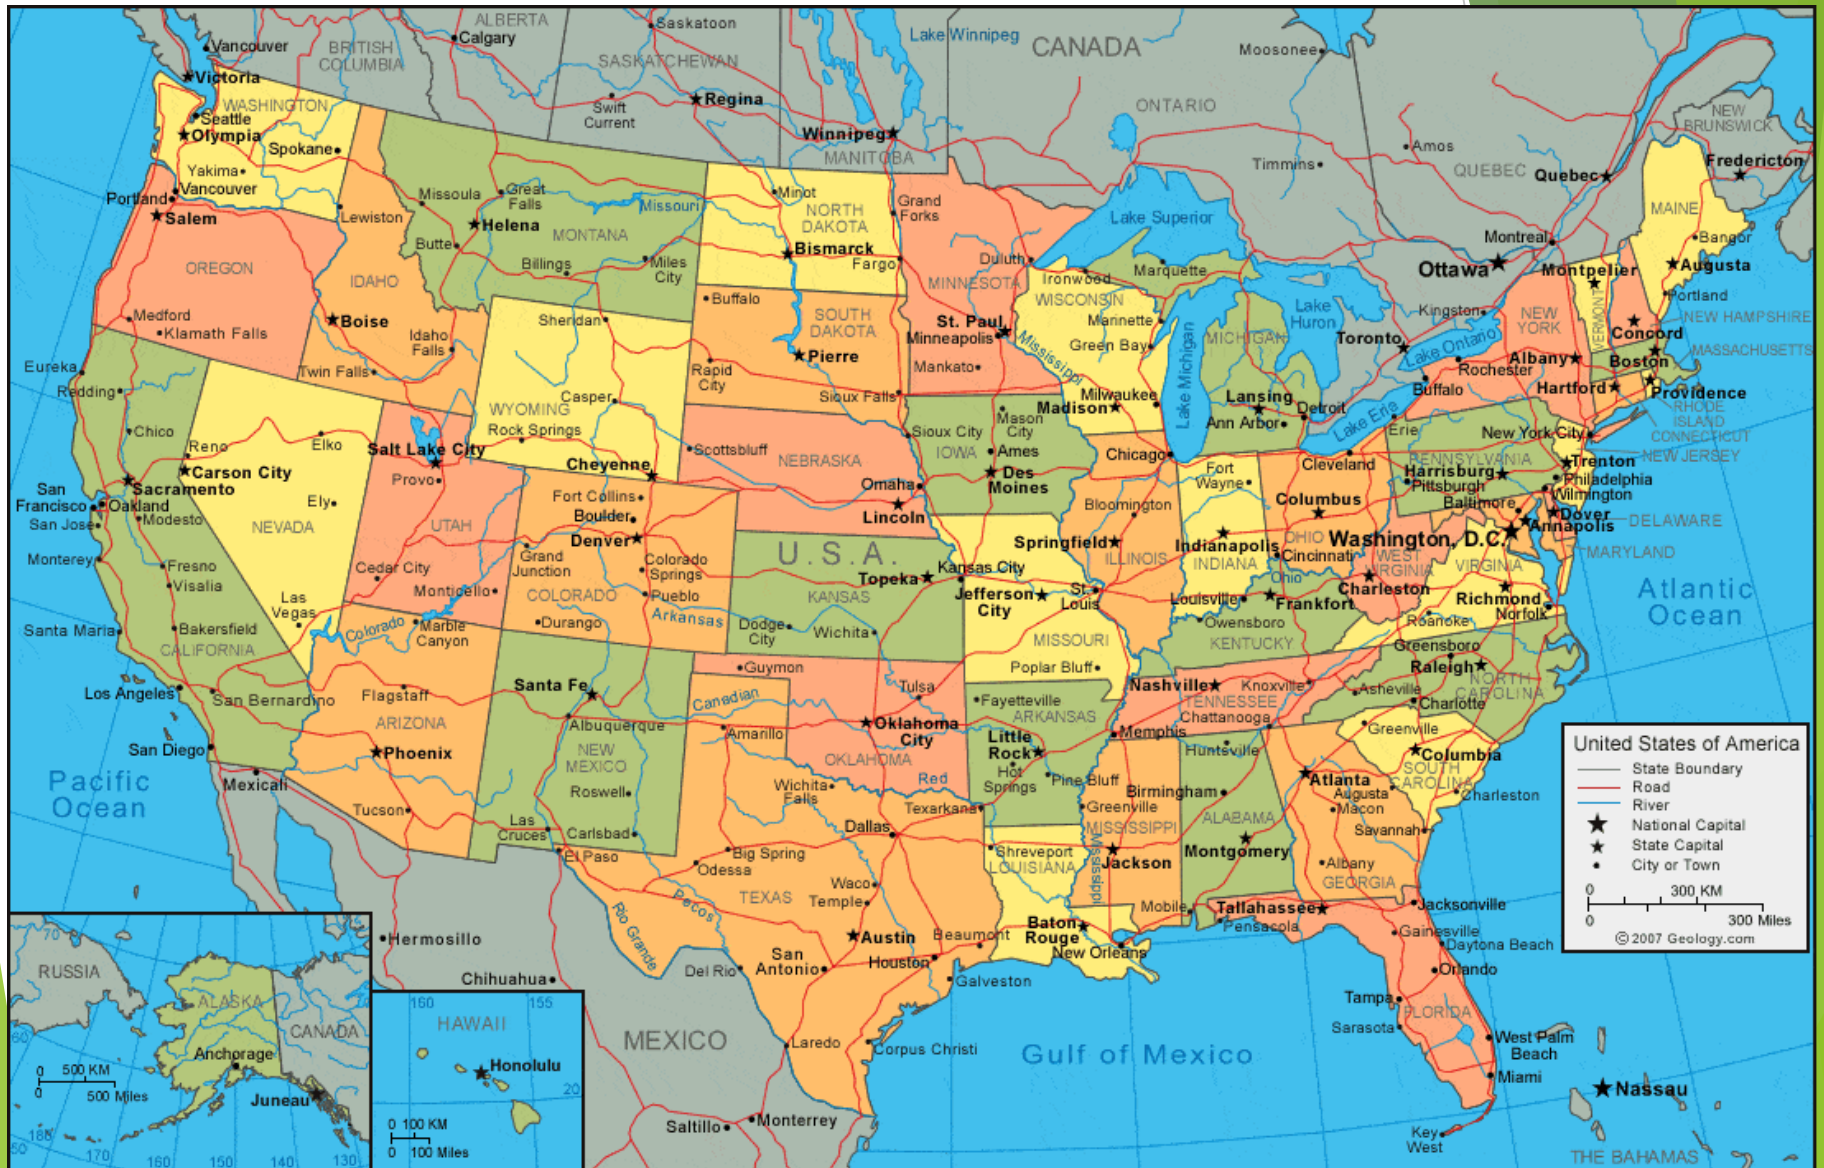 ALBERTA
Calgary
Saskatoon
SASKATCHEWAN
Lake Winnipeg
CANADA
Moosonee
Vancouver
BRITISH
COLUMBIA
Victoria
WASHINGTON
Seattle
Olympia
Spokane
Yakima
Vancouver
Swift
Current
Regina
Winnipeg
MANITOBA
ONTARIO
Timmins
Amos
QUEBEC
Quebec
NEW
BRUNSWICK
Fredericton
Portland
Salem
OREGON
Medford
Klamath Falls
Lewiston
IDAHO
Boise
Idaho
Falls
Twin Falls
Missoula
Great
Falls
Helena
Butte
MONTANA
Billings
Miles
City
Missouri
Minot
NORTH
DAKOTA
Bismarck
Fargo
Grand
Forks
Buffalo
SOUTH
DAKOTA
Pierre
Rapid
City
Sioux Falls
Duluth
MINNESOTA
St. Paul
Minneapolis
Mankato
Mississippi
Lake Superior
Ironwood
Marquette
WISCONSIN
Marinette
Green Bay
Milwaukee
Madison
Lake Michigan
MICHIGAN
Lansing
Ann Arbor
Detroit
Lake
Huron
Toronto
Lake Ontario
Lake Erie
Kingston
Ottawa
Montreal
Montpelier
VERMONT
MAINE
Bangor
Augusta
Portland
NEW HAMPSHIRE
Concord
MASSACHUSETTS
Boston
Providence
RHODE
ISLAND
CONNECTICUT
NEW JERSEY
NEW
YORK
Albany
Rochester
Buffalo
Hartford
New York City
Erie
PENNSYLVANIA
Harrisburg
Pittsburgh
Trenton
Philadelphia
Wilmington
Baltimore
Dover
Annapolis
DELAWARE
MARYLAND
Washington, D.C.
Eureka
Redding
Chico
Reno
Carson City
Sacramento
San
Francisco
Oakland
San Jose
Modesto
Monterey
Fresno
Visalia
Santa Maria
Bakersfield
CALIFORNIA
Los Angeles
San Bernardino
San Diego
Elko
Ely
NEVADA
Las
Vegas
Salt Lake City
Provo
UTAH
Cedar City
Monticello
Sheridan
Casper
WYOMING
Rock Springs
Cheyenne
Fort Collins
Boulder
Denver
Grand
Junction
Colorado
Springs
COLORADO
Pueblo
Durango
Arkansas
Scottsbluff
NEBRASKA
Omaha
Lincoln
U.S.A.
Topeka
KANSAS
Dodge
City
Wichita
Sioux City
Mason
City
IOWA
Ames
Des
Moines
Kansas City
Jefferson
City
St.
Louis
MISSOURI
Poplar Bluff
Chicago
Bloomington
Springfield
ILLINOIS
Fort
Wayne
Indianapolis
INDIANA
Cleveland
Columbus
OHIO
Cincinnati
Ohio
Louisville
Frankfort
Owensboro
KENTUCKY
WEST
VIRGINIA
Charleston
VIRGINIA
Richmond
Norfolk
Roanoke
Greensboro
Raleigh
NORTH
CAROLINA
Asheville
Charlotte
Nashville
Knoxville
TENNESSEE
Chattanooga
Memphis
Greenville
Columbia
SOUTH
CAROLINA
Charleston
Colorado
Marble
Canyon
Flagstaff
ARIZONA
Phoenix
Tucson
Santa Fe
Albuquerque
NEW
MEXICO
Roswell
Las
Cruces
Carlsbad
Guymon
Canadian
Tulsa
Oklahoma
City
OKLAHOMA
Red
Amarillo
Wichita
Falls
Dallas
Texarkana
El Paso
Big Spring
Odessa
TEXAS
Waco
Temple
Pecos
Rio Grande
Austin
San
Antonio
Del Rio
Houston
Beaumont
Galveston
Laredo
Corpus Christi
Fayetteville
ARKANSAS
Little
Rock
Hot
Springs
Pine Bluff
Greenville
MISSISSIPPI
Mississippi
Jackson
Shreveport
LOUISIANA
Baton
Rouge
New Orleans
Huntsville
Birmingham
ALABAMA
Montgomery
Mobile
Atlanta
Augusta
Macon
Savannah
Albany
GEORGIA
Tallahassee
Pensacola
Jacksonville
Gainesville
Daytona Beach
Orlando
Tampa
FLORIDA
Sarasota
West Palm
Beach
Miami
Key
West
Nassau
THE BAHAMAS
Pacific
Ocean
Atlantic
Ocean
Gulf of Mexico
Mexicali
Hermosillo
Chihuahua
MEXICO
Saltillo
Monterrey
United States of America
State Boundary
Road
River
National Capital
State Capital
City or Town
0 300 KM
0 300 Miles
© 2007 Geology.com
70
RUSSIA
ALASKA
CANADA
Anchorage
Juneau
60
0 500 KM
0 500 Miles
50
180
170
160
150
140
130
160
155
HAWAII
Honolulu
20
0 100 KM
0 100 Miles